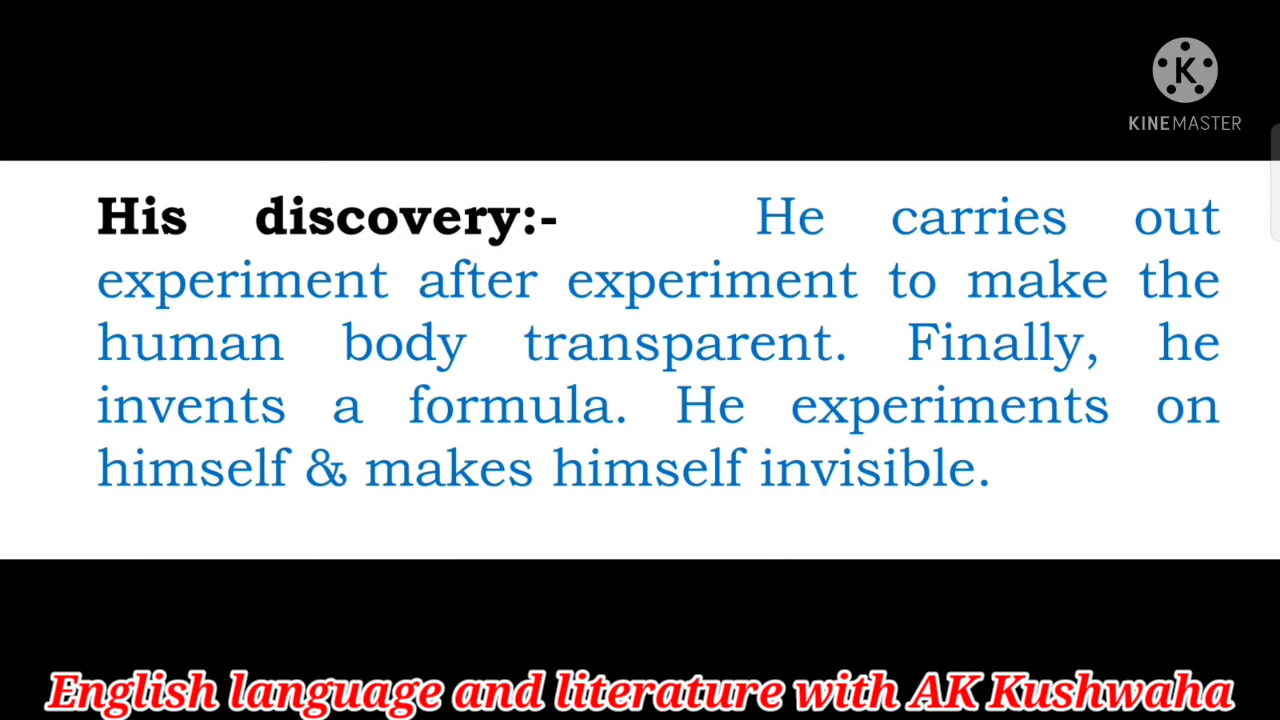 K
KINEMASTER
His discovery:- He carries out
experiment after experiment to make the
human body transparent. Finally, he
invents a formula. He experiments on
himself & makes himself invisible.
English language and literature with AK Kushwaha